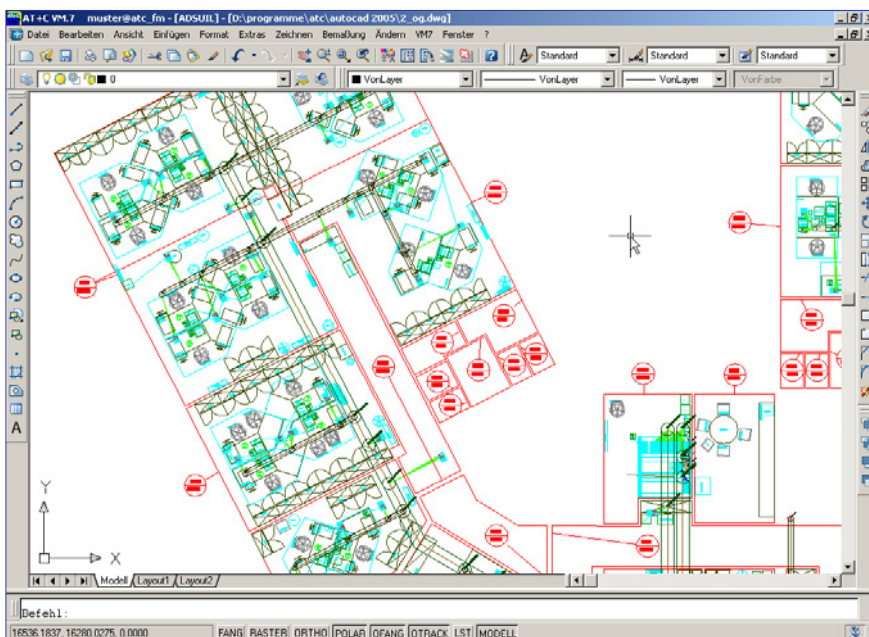 AT+C VM.7 muster@atc_fm - [ADSUIL] - [D:\programme\atc\autocad 2005\2_og.dwg]
Datei Bearbeiten Ansicht Einfügen Format Extras Zeichnen Bemaßung Ändern VM7 Fenster ?
Standard Standard Standard
0 VonLayer VonLayer VonLayer VonFarbe
Y
X
Modell Layout1 Layout2
Befehl:
16536.1837, 16280.0275, 0.0000 FANG RASTER ORTHO POLAR OFANG OTRACK LST MODELL